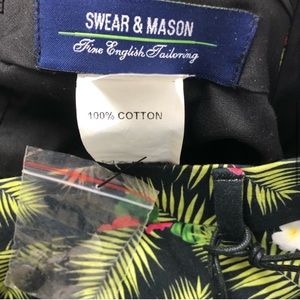 SWEAR & MASON
Fine English Tailoring
100% COTTON